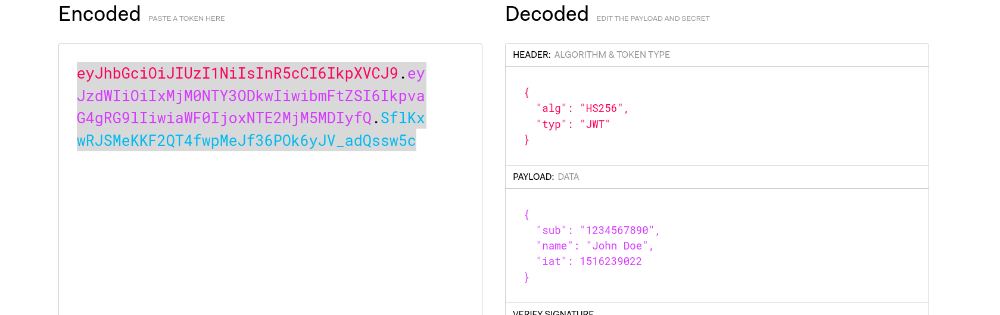 Encoded PASTE A TOKEN HERE
eyJhbGciOiJIUzI1NiIsInR5cCI6IkpXVCJ9.ey
JzdWIiOiIxMjM0NTY3ODkwIiwibmFtZSI6Ikpva
G4gRG9lIiwiaWF0IjoxNTE2MjM5MDIyfQ.SflKx
wRJSMeKKF2QT4fwpMeJf36POk6yJV_adQssw5c
Decoded EDIT THE PAYLOAD AND SECRET
HEADER: ALGORITHM & TOKEN TYPE
{
"alg": "HS256",
"typ": "JWT"
}
PAYLOAD: DATA
{
"sub": "1234567890",
"name": "John Doe",
"iat": 1516239022
}
VERIFY SIGNATURE